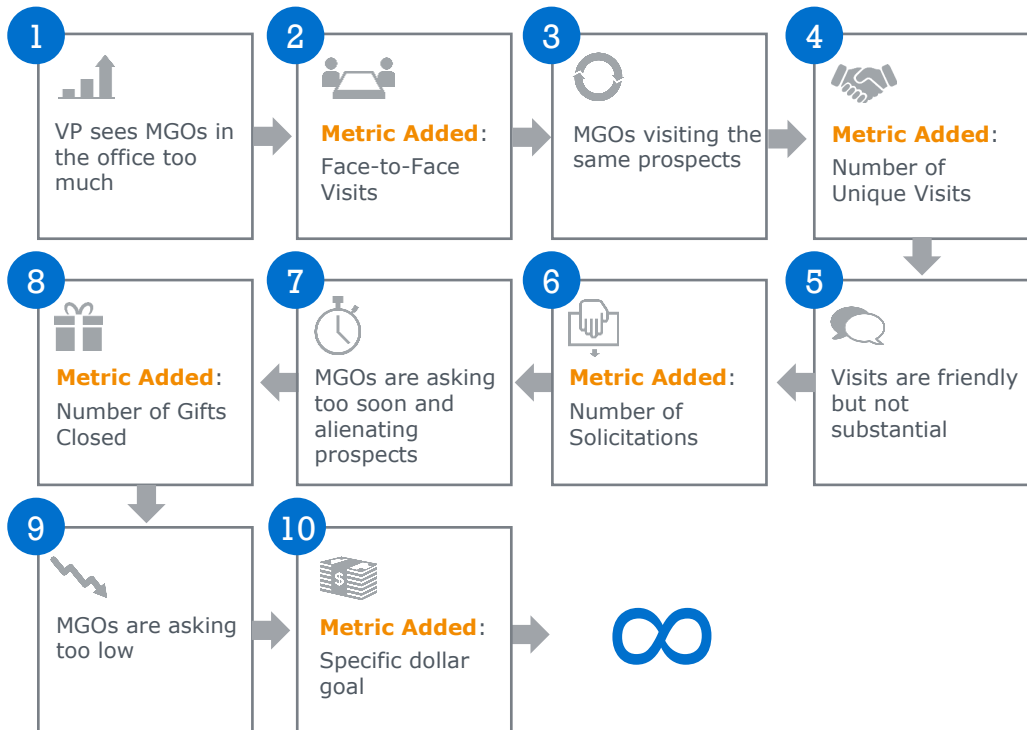 1
VP sees MGOs in
the office too
much
2
Metric Added:
Face-to-Face
Visits
3
MGOs visiting the
same prospects
4
Metric Added:
Number of
Unique Visits
5
Visits are friendly
but not
substantial
6
Metric Added:
Number of
Solicitations
7
MGOs are asking
too soon and
alienating
prospects
8
Metric Added:
Number of Gifts
Closed
9
MGOs are asking
too low
10
$
Metric Added:
Specific dollar
goal
∞